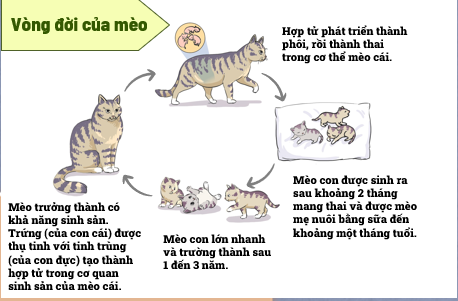 Vòng đời của mèo
Hợp tử phát triển thành
phôi, rồi thành thai
trong cơ thể mèo cái.
Mèo con được sinh ra
sau khoảng 2 tháng
mang thai và được mèo
mẹ nuôi bằng sữa đến
khoảng một tháng tuổi.
Mèo con lớn nhanh
và trường thành sau
1 đến 3 năm.
Mèo trưởng thành có
khả năng sinh sản.
Trứng (của con cái) được
thụ tinh với tinh trùng
(của con đực) tạo thành
hợp tử trong cơ quan
sinh sản của mèo cái.